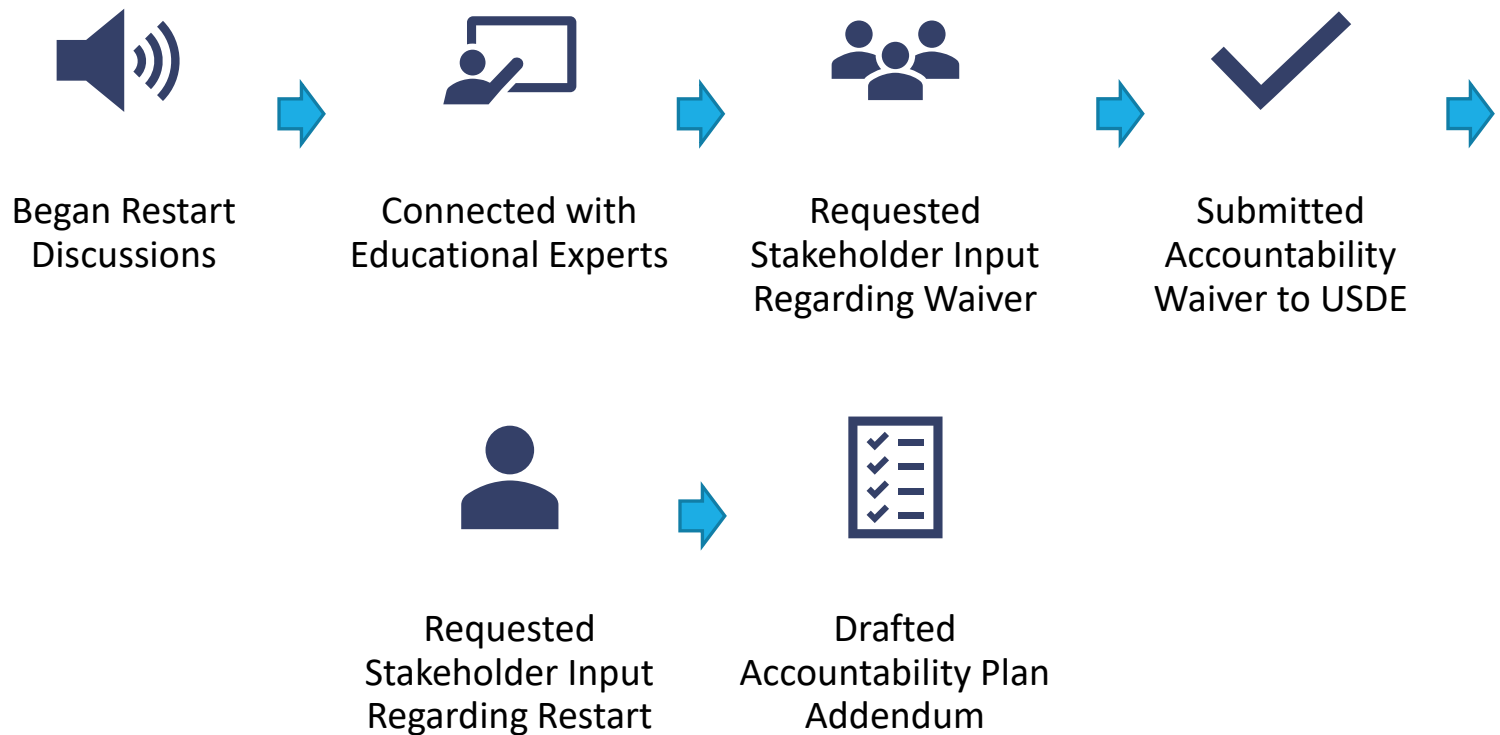 Began Restart
Discussions
Connected with
Educational Experts
Requested
Stakeholder Input
Regarding Waiver
Submitted
Accountability
Waiver to USDE
Requested
Stakeholder Input
Regarding Restart
Drafted
Accountability Plan
Addendum